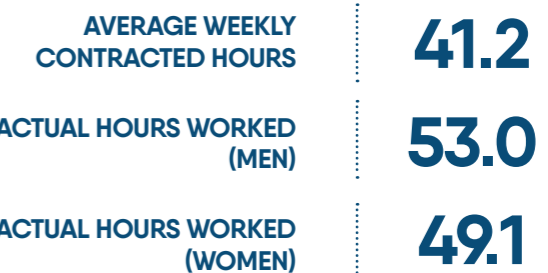 AVERAGE WEEKLY
CONTRACTED HOURS
41.2
ACTUAL HOURS WORKED
(MEN)
53.0
ACTUAL HOURS WORKED
(WOMEN)
49.1